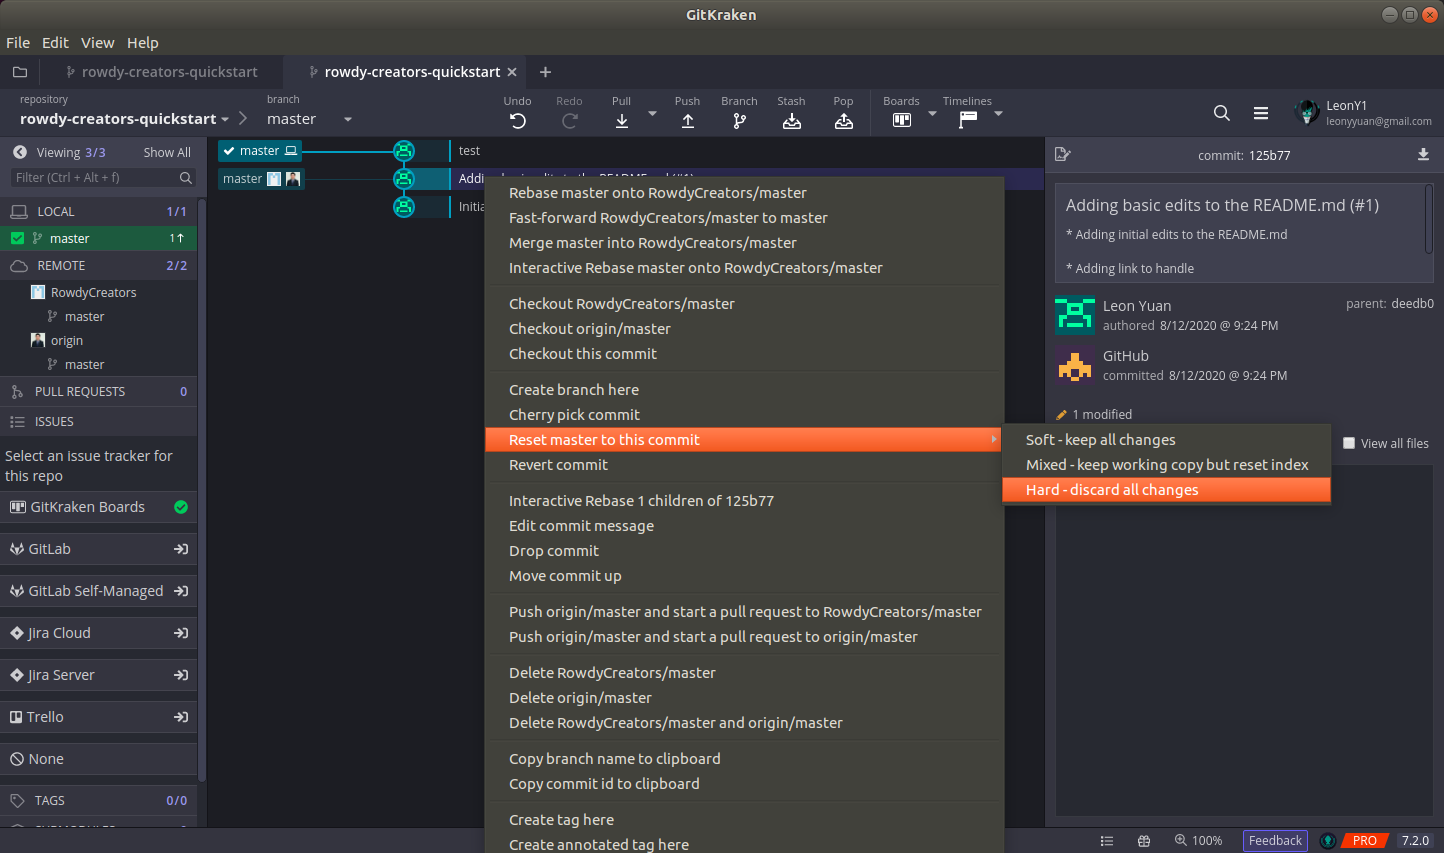 GitKraken
File Edit View Help
rowdy-creators-quickstart
rowdy-creators-quickstart
repository
rowdy-creators-quickstart
branch
master
Undo
Redo
Pull
Push
Branch
Stash
Pop
Boards
Timelines
LeonY1
leonyyuan@gmail.com
Viewing 3/3
Show All
Filter (Ctrl + Alt + f)
LOCAL 1/1
master 1↑
REMOTE 2/2
RowdyCreators
master
origin
master
PULL REQUESTS 0
ISSUES
Select an issue tracker for
this repo
GitKraken Boards
GitLab
GitLab Self-Managed
Jira Cloud
Jira Server
Trello
None
TAGS 0/0
master
test
master
Initia
Rebase master onto RowdyCreators/master
Fast-forward RowdyCreators/master to master
Merge master into RowdyCreators/master
Interactive Rebase master onto RowdyCreators/master
Checkout RowdyCreators/master
Checkout origin/master
Checkout this commit
Create branch here
Cherry pick commit
Reset master to this commit
Revert commit
Interactive Rebase 1 children of 125b77
Edit commit message
Drop commit
Move commit up
Push origin/master and start a pull request to RowdyCreators/master
Push origin/master and start a pull request to origin/master
Delete RowdyCreators/master
Delete origin/master
Delete RowdyCreators/master and origin/master
Copy branch name to clipboard
Copy commit id to clipboard
Create tag here
Create annotated tag here
Soft - keep all changes
Mixed - keep working copy but reset index
Hard - discard all changes
commit: 125b77
Adding basic edits to the README.md (#1)
* Adding initial edits to the README.md
* Adding link to handle
Leon Yuan
authored 8/12/2020 @ 9:24 PM
parent: deedb0
GitHub
committed 8/12/2020 @ 9:24 PM
1 modified
View all files
100%
Feedback
PRO
7.2.0